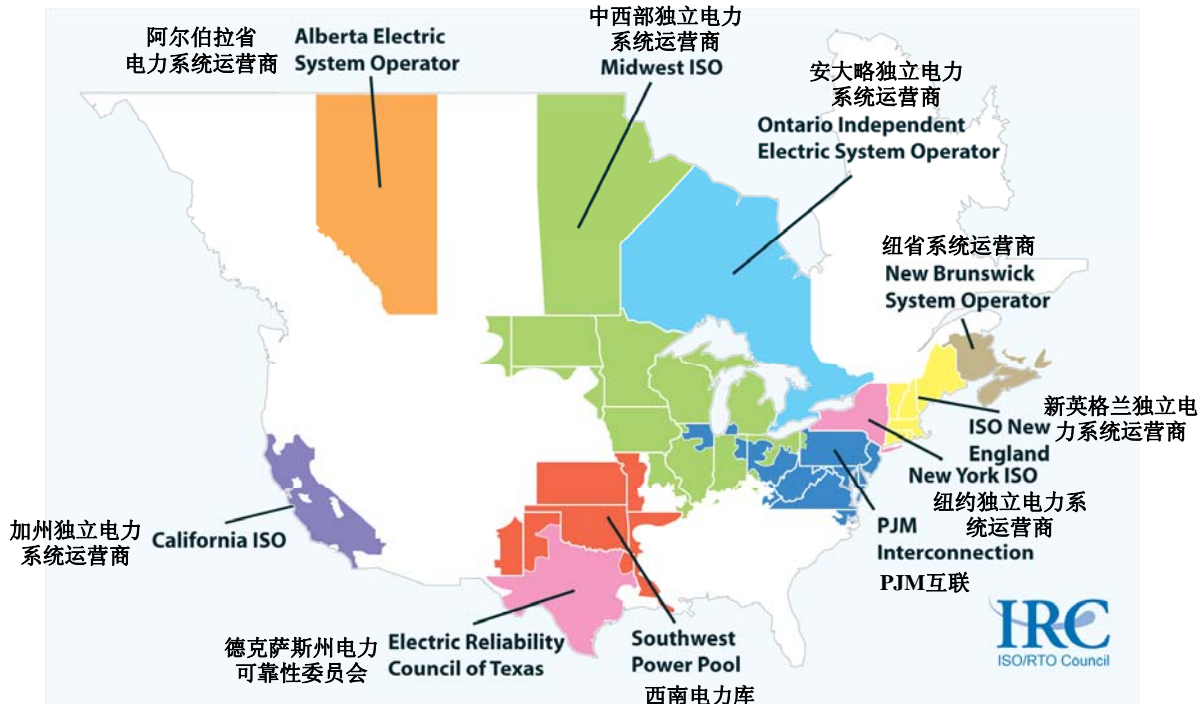 阿尔伯拉省
电力系统运营商
Alberta Electric
System Operator
中西部独立电力
系统运营商
Midwest ISO
安大略独立电力
系统运营商
Ontario Independent
Electric System Operator
纽省系统运营商
New Brunswick
System Operator
新英格兰独立电
力系统运营商
ISO New
England
New York ISO
纽约独立电力系
统运营商
PJM
Interconnection
PJM互联
加州独立电力
系统运营商
California ISO
德克萨斯州电力
可靠性委员会
Electric Reliability
Council of Texas
Southwest
Power Pool
西南电力库
IRC
ISO/RTO Council